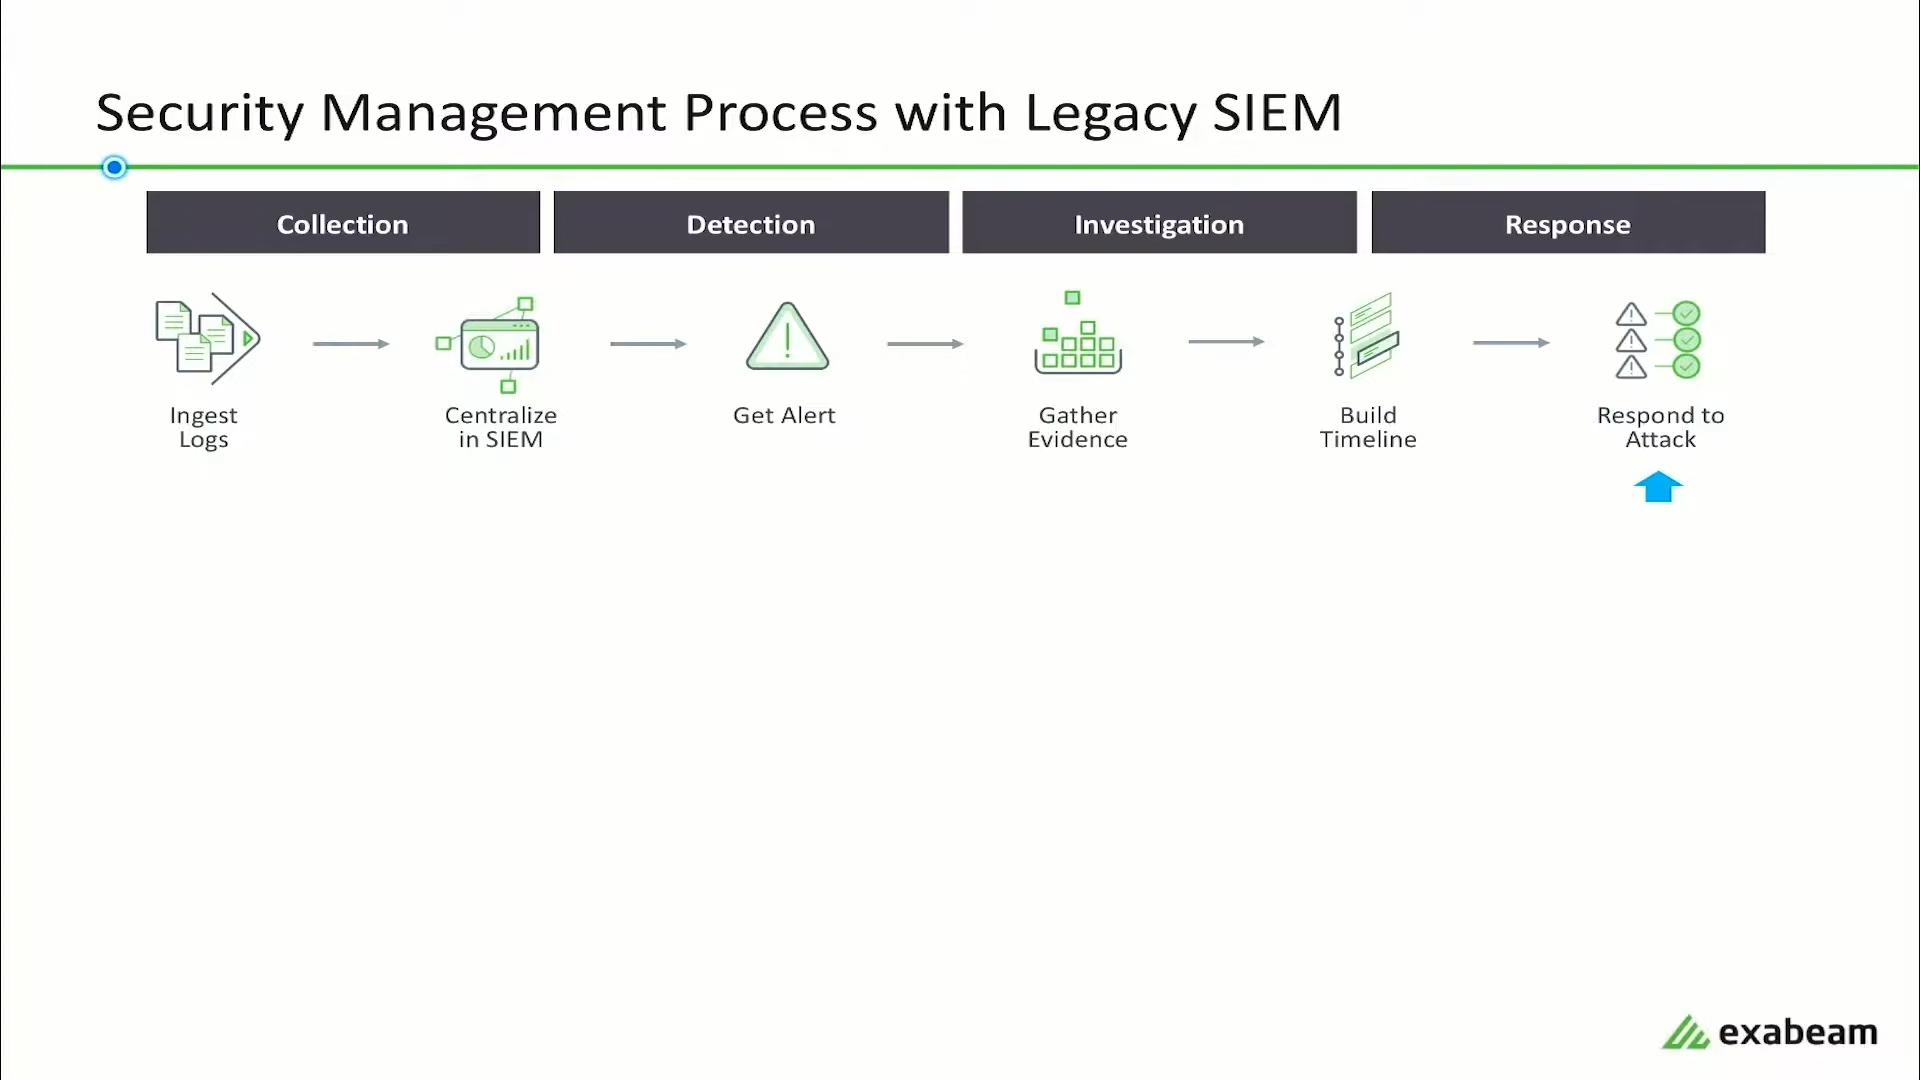 Security Management Process with Legacy SIEM
Collection
Detection
Investigation
Response
Ingest
Logs
Centralize
in SIEM
Get Alert
Gather
Evidence
Build
Timeline
Respond to
Attack
exabeam